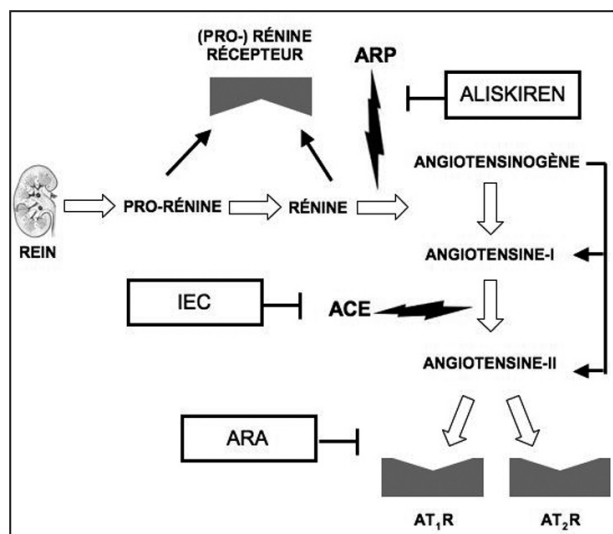 (PRO-) RÉNINE
RÉCEPTEUR
ARP
ALISKIREN
ANGIOTENSINOGÈNE
REIN
PRO-RÉNINE
RÉNINE
ANGIOTENSINE-I
IEC
ACE
ANGIOTENSINE-II
ARA
AT₁R
AT₂R